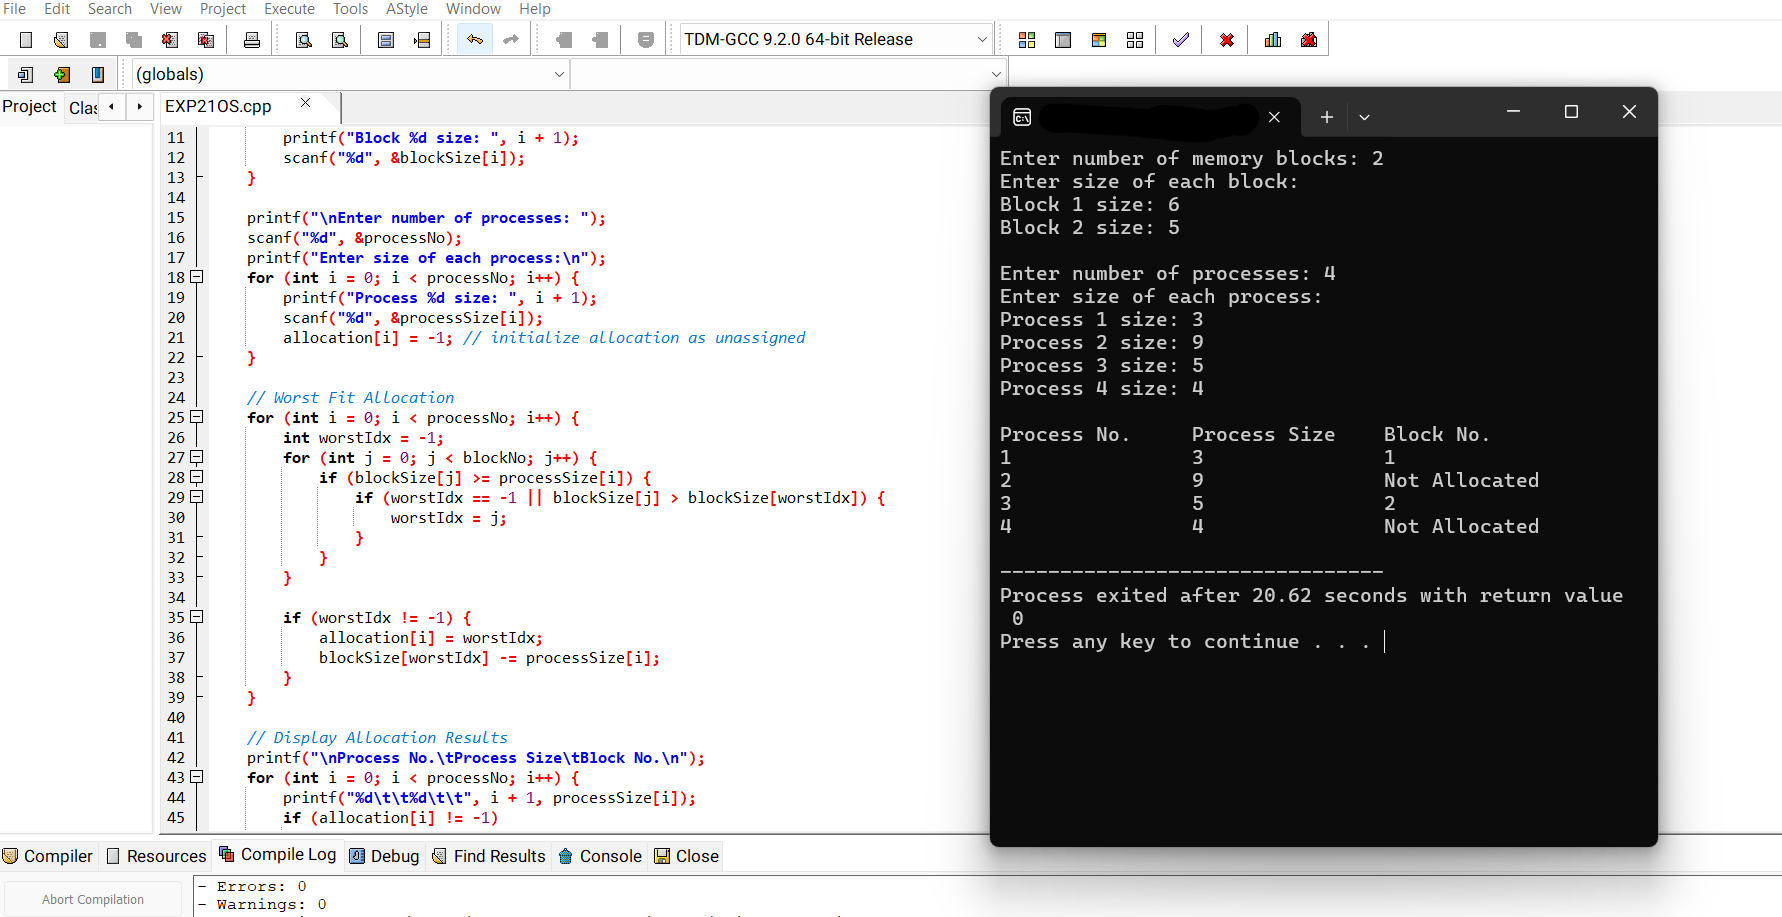 File Edit Search View Project Execute Tools AStyle Window Help
TDM-GCC 9.2.0 64-bit Release
(globals)
Project Clas
EXP21OS.cpp
11 printf("Block %d size: ", i + 1);
12 scanf("%d", &blockSize[i]);
13 }
14
15 printf("\nEnter number of processes: ");
16 scanf("%d", &processNo);
17 printf("Enter size of each process:\n");
18 for (int i = 0; i < processNo; i++) {
19 printf("Process %d size: ", i + 1);
20 scanf("%d", &processSize[i]);
21 allocation[i] = -1; // initialize allocation as unassigned
22 }
23
24 // Worst Fit Allocation
25 for (int i = 0; i < processNo; i++) {
26 int worstIdx = -1;
27 for (int j = 0; j < blockNo; j++) {
28 if (blockSize[j] >= processSize[i]) {
29 if (worstIdx == -1 || blockSize[j] > blockSize[worstIdx]) {
30 worstIdx = j;
31 }
32 }
33 }
34
35 if (worstIdx != -1) {
36 allocation[i] = worstIdx;
37 blockSize[worstIdx] -= processSize[i];
38 }
39 }
40
41 // Display Allocation Results
42 printf("\nProcess No.\tProcess Size\tBlock No.\n");
43 for (int i = 0; i < processNo; i++) {
44 printf("%d\t\t%d\t\t", i + 1, processSize[i]);
45 if (allocation[i] != -1)
Enter number of memory blocks: 2
Enter size of each block:
Block 1 size: 6
Block 2 size: 5
Enter number of processes: 4
Enter size of each process:
Process 1 size: 3
Process 2 size: 9
Process 3 size: 5
Process 4 size: 4
Process No. Process Size Block No.
1 3 1
2 9 Not Allocated
3 5 2
4 4 Not Allocated
--------------------------------
Process exited after 20.62 seconds with return value
0
Press any key to continue . . .
Compiler Resources Compile Log Debug Find Results Console Close
Abort Compilation
- Errors: 0
- Warnings: 0